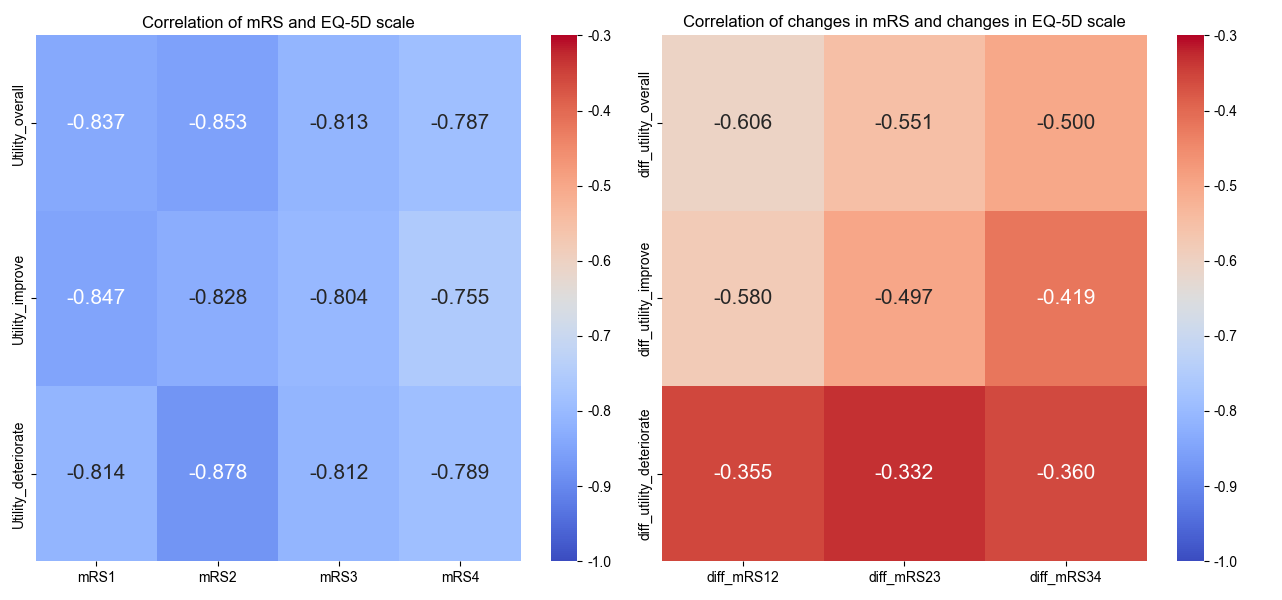 Correlation of mRS and EQ-5D scale
Utility_overall
-0.837 -0.853 -0.813 -0.787
Utility_improve
-0.847 -0.828 -0.804 -0.755
Utility_deteriorate
-0.814 -0.878 -0.812 -0.789
mRS1 mRS2 mRS3 mRS4
-0.3
-0.4
-0.5
-0.6
-0.7
-0.8
-0.9
-1.0
Correlation of changes in mRS and changes in EQ-5D scale
diff_utility_overall
-0.606 -0.551 -0.500
diff_utility_improve
-0.580 -0.497 -0.419
diff_utility_deteriorate
-0.355 -0.332 -0.360
diff_mRS12 diff_mRS23 diff_mRS34
-0.3
-0.4
-0.5
-0.6
-0.7
-0.8
-0.9
-1.0